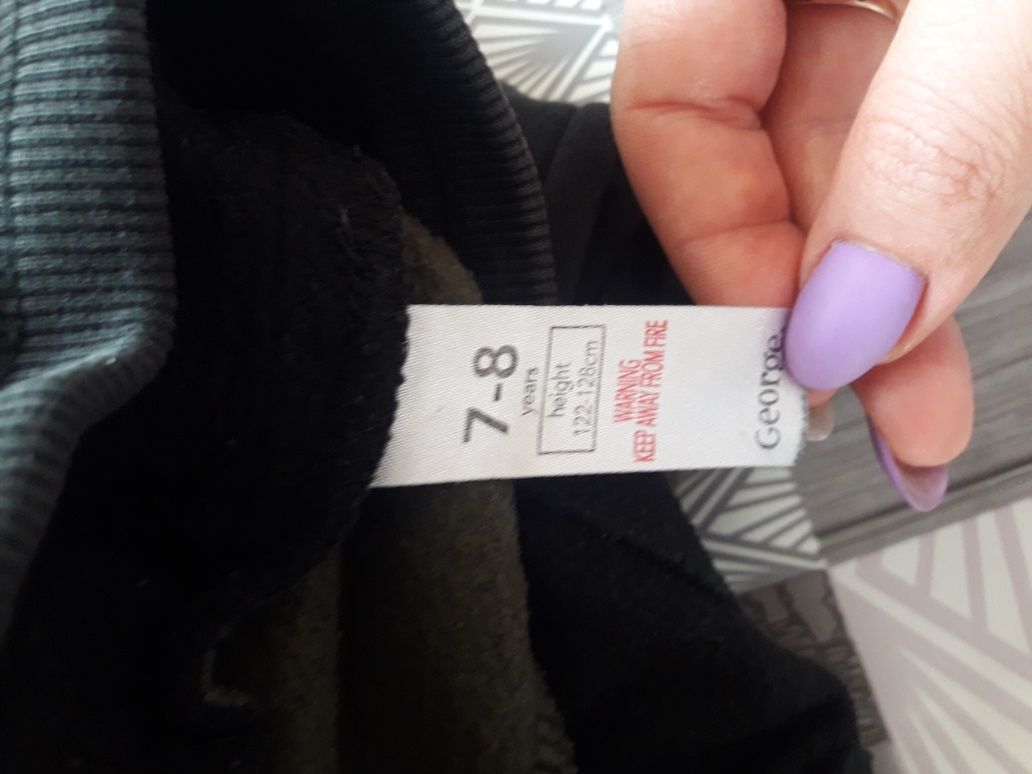 7-8
years
height
122-128cm
WARNING
KEEP AWAY FROM FIRE
George.